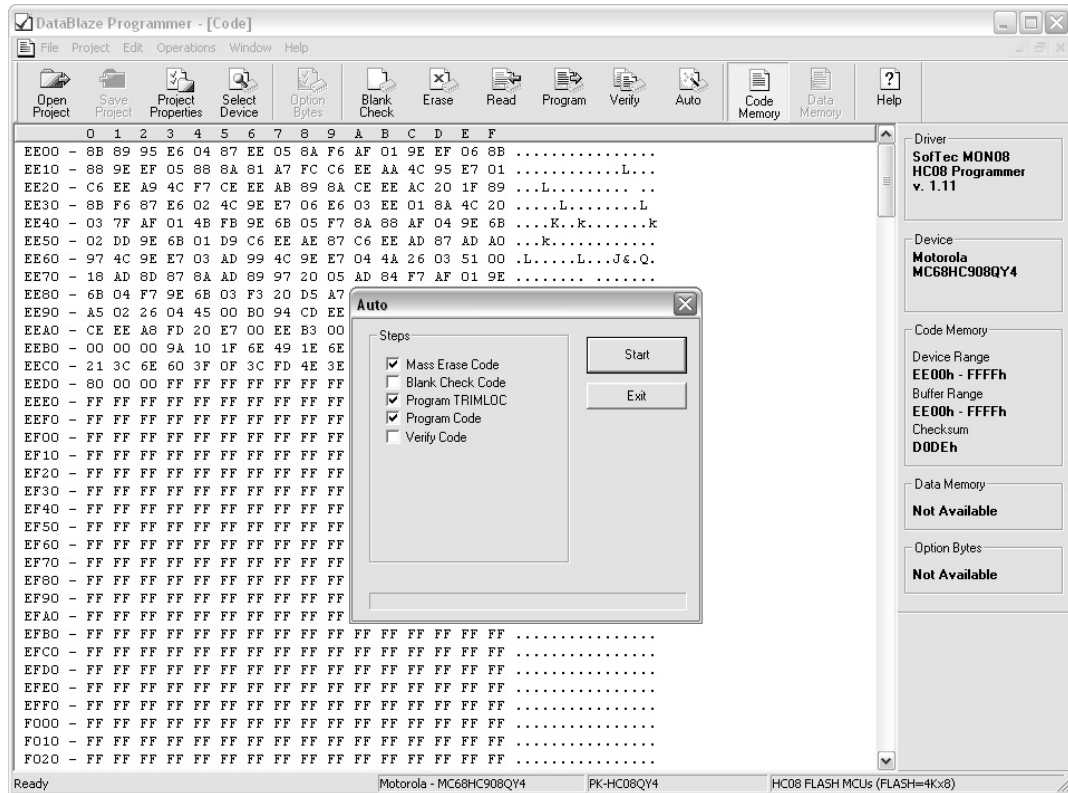 DataBlaze Programmer - [Code]
File Project Edit Operations Window Help
Open Project Save Project Project Properties Select Device Option Bytes Blank Check Erase Read Program Verify Auto Code Memory Data Memory Help
0 1 2 3 4 5 6 7 8 9 A B C D E F
EE00 - 8B 89 95 E6 04 87 EE 05 8A F6 AF 01 9E EF 06 8B ................
EE10 - 88 9E EF 05 88 8A 81 A7 FC C6 EE AA 4C 95 E7 01 ............L...
EE20 - C6 EE A9 4C F7 CE EE AB 89 8A CE EE AC 20 1F 89 ...L......... ..
EE30 - 8B F6 87 E6 02 4C 9E E7 06 E6 03 EE 01 8A 4C 20 .....L........L
EE40 - 03 7F AF 01 4B FB 9E 6B 05 F7 8A 88 AF 04 9E 6B ....K..k.......k
EE50 - 02 DD 9E 6B 01 D9 C6 EE AE 87 C6 EE AD 87 AD A0 ...k............
EE60 - 97 4C 9E E7 03 AD 99 4C 9E E7 04 4A 26 03 51 00 .L.....L...J&.Q.
EE70 - 18 AD 8D 87 8A AD 89 97 20 05 AD 84 F7 AF 01 9E ........ .......
EE80 - 6B 04 F7 9E 6B 03 F3 20 D5 A7
EE90 - A5 02 26 04 45 00 B0 94 CD EE
EEA0 - CE EE A8 FD 20 E7 00 EE B3 00
EEB0 - 00 00 00 9A 10 1F 6E 49 1E 6E
EEC0 - 21 3C 6E 60 3F 0F 3C FD 4E 3E
EED0 - 80 00 00 FF FF FF FF FF FF FF
EEE0 - FF FF FF FF FF FF FF FF FF FF
EEF0 - FF FF FF FF FF FF FF FF FF FF
EF00 - FF FF FF FF FF FF FF FF FF FF
EF10 - FF FF FF FF FF FF FF FF FF FF
EF20 - FF FF FF FF FF FF FF FF FF FF
EF30 - FF FF FF FF FF FF FF FF FF FF
EF40 - FF FF FF FF FF FF FF FF FF FF
EF50 - FF FF FF FF FF FF FF FF FF FF
EF60 - FF FF FF FF FF FF FF FF FF FF
EF70 - FF FF FF FF FF FF FF FF FF FF
EF80 - FF FF FF FF FF FF FF FF FF FF
EF90 - FF FF FF FF FF FF FF FF FF FF
EFA0 - FF FF FF FF FF FF FF FF FF FF
EFB0 - FF FF FF FF FF FF FF FF FF FF FF FF FF FF FF FF ................
EFC0 - FF FF FF FF FF FF FF FF FF FF FF FF FF FF FF FF ................
EFD0 - FF FF FF FF FF FF FF FF FF FF FF FF FF FF FF FF ................
EFE0 - FF FF FF FF FF FF FF FF FF FF FF FF FF FF FF FF ................
EFF0 - FF FF FF FF FF FF FF FF FF FF FF FF FF FF FF FF ................
F000 - FF FF FF FF FF FF FF FF FF FF FF FF FF FF FF FF ................
F010 - FF FF FF FF FF FF FF FF FF FF FF FF FF FF FF FF ................
F020 - FF FF FF FF FF FF FF FF FF FF FF FF FF FF FF FF ................
Auto
Steps
Mass Erase Code
Blank Check Code
Program TRIMLOC
Program Code
Verify Code
Start
Exit
Driver
SofTec MON08
HC08 Programmer
v. 1.11
Device
Motorola
MC68HC908QY4
Code Memory
Device Range
EE00h - FFFFh
Buffer Range
EE00h - FFFFh
Checksum
D0DEh
Data Memory
Not Available
Option Bytes
Not Available
Ready Motorola - MC68HC908QY4 PK-HC08QY4 HC08 FLASH MCUs (FLASH=4Kx8)